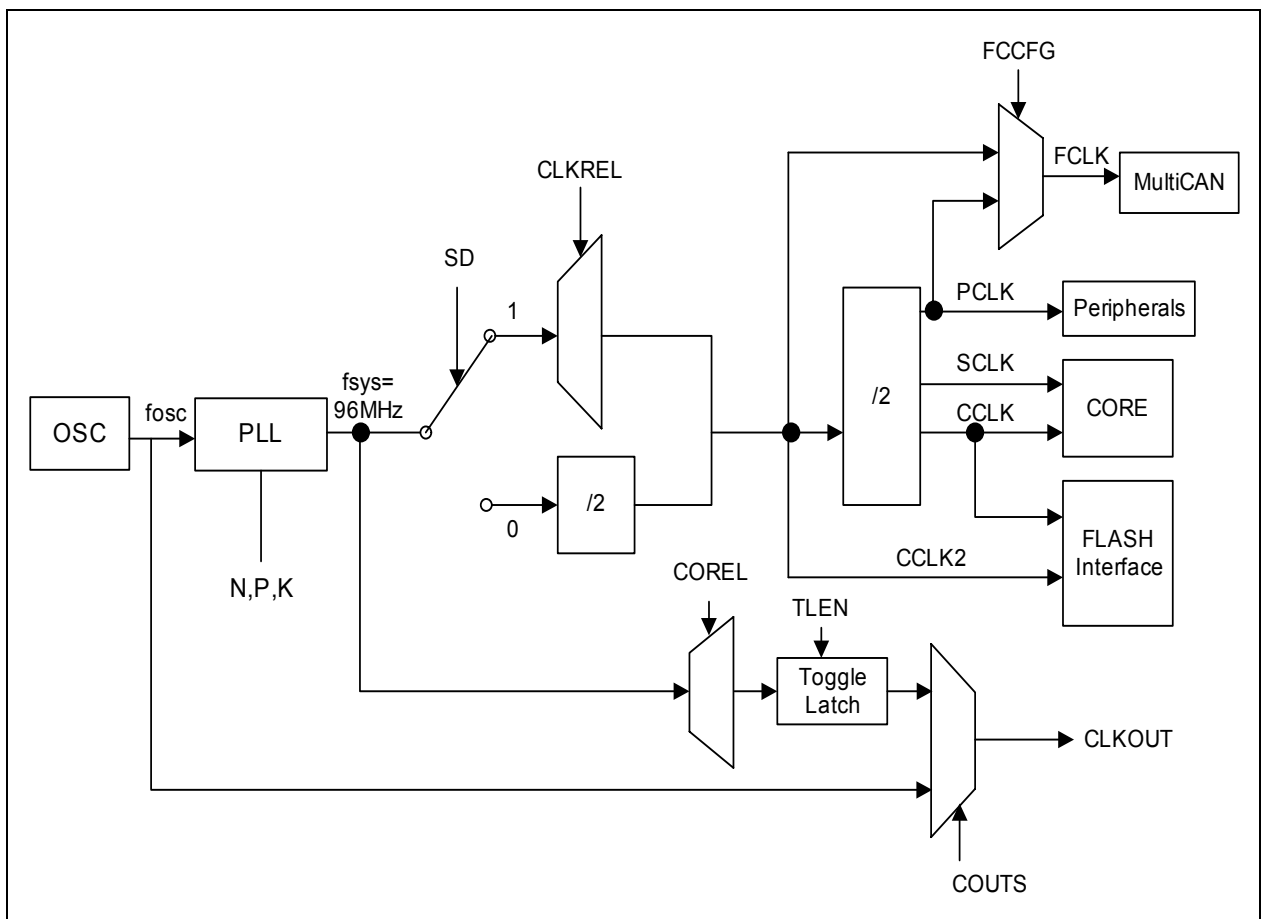 FCCFG
FCLK
MultiCAN
CLKREL
SD
1
PCLK
Peripherals
SCLK
CCLK
CORE
/2
fsys=
96MHz
fosc
OSC
PLL
0
/2
FLASH
Interface
CCLK2
N,P,K
COREL
TLEN
Toggle
Latch
CLKOUT
COUTS